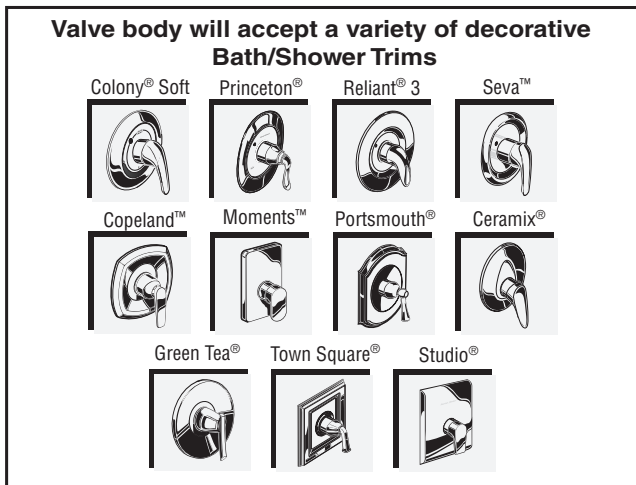 Valve body will accept a variety of decorative
Bath/Shower Trims
Colony® Soft Princeton® Reliant® 3 Seva™
Copeland™ Moments™ Portsmouth® Ceramix®
Green Tea® Town Square® Studio®